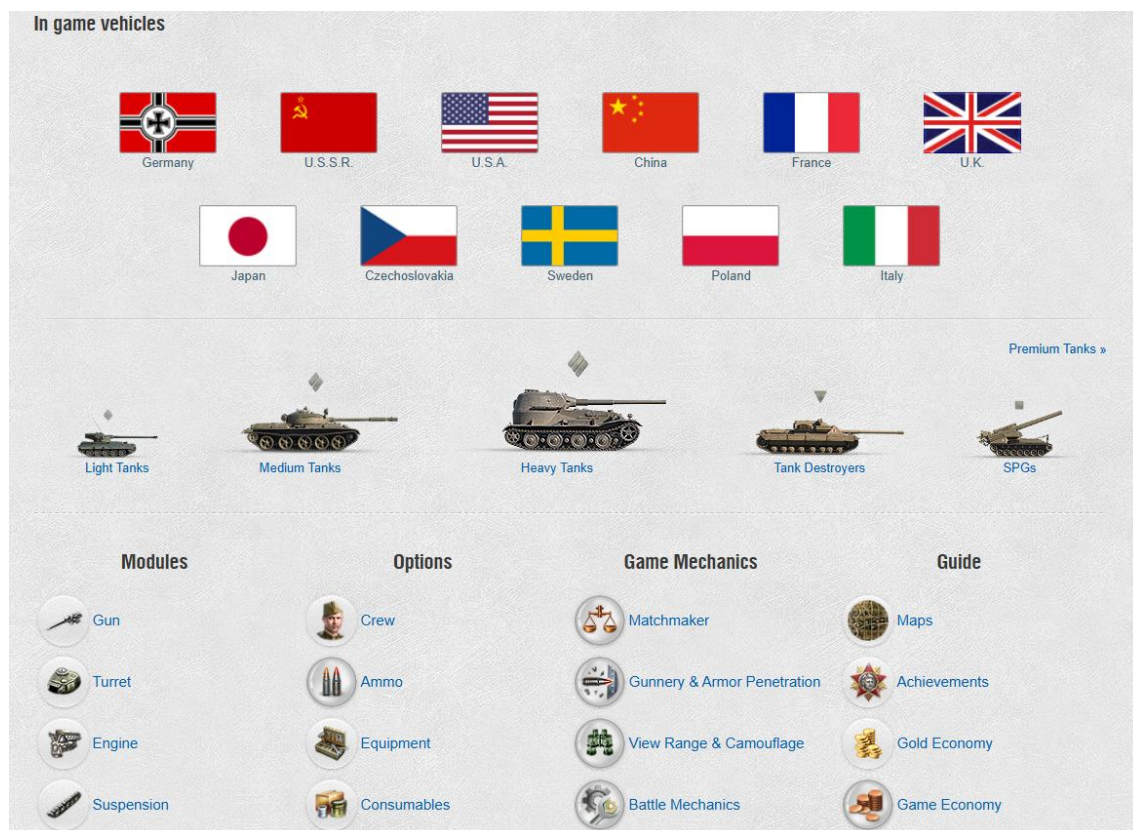 In game vehicles
Germany U.S.S.R. U.S.A. China France U.K.
Japan Czechoslovakia Sweden Poland Italy
Premium Tanks »
Light Tanks Medium Tanks Heavy Tanks Tank Destroyers SPGs
Modules Options Game Mechanics Guide
Gun Crew Matchmaker Maps
Turret Ammo Gunnery & Armor Penetration Achievements
Engine Equipment View Range & Camouflage Gold Economy
Suspension Consumables Battle Mechanics Game Economy